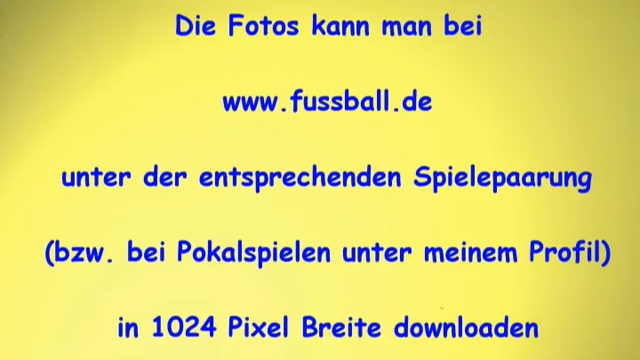 Die Fotos kann man bei
www.fussball.de
unter der entsprechenden Spielepaarung
(bzw. bei Pokalspielen unter meinem Profil)
in 1024 Pixel Breite downloaden